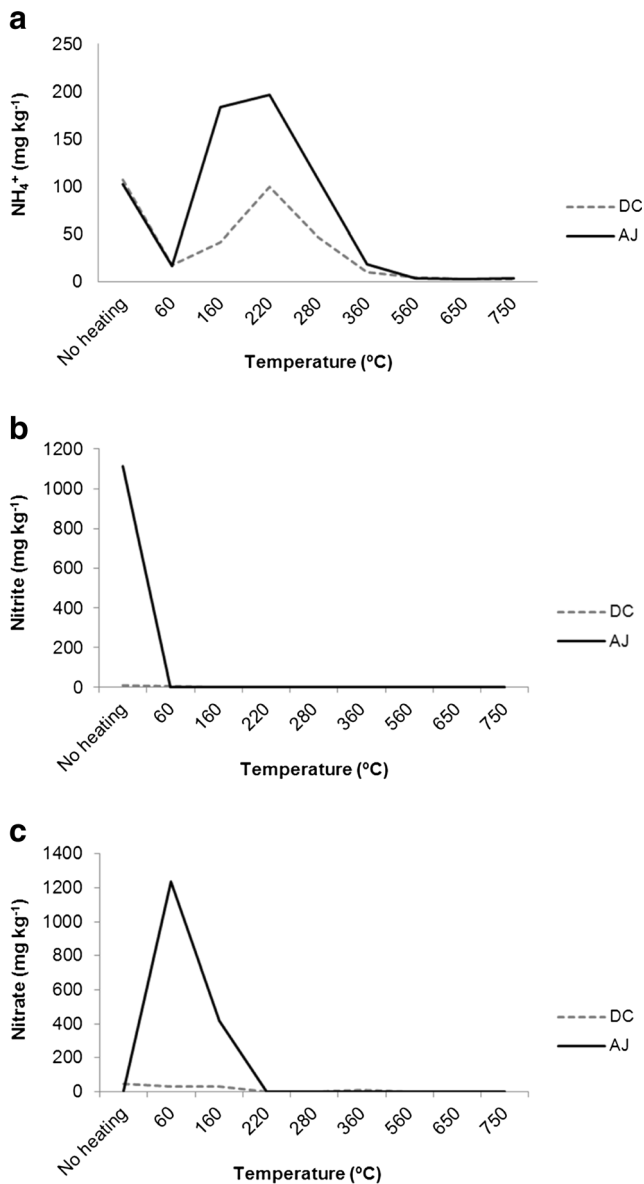 a
250
200
150
100
50
0
NH₄⁺ (mg kg⁻¹)
No heating 60 160 220 280 360 560 650 750
Temperature (ºC)
DC
AJ
b
1200
1000
800
600
400
200
0
Nitrite (mg kg⁻¹)
No heating 60 160 220 280 360 560 650 750
Temperature (ºC)
DC
AJ
c
1400
1200
1000
800
600
400
200
0
Nitrate (mg kg⁻¹)
No heating 60 160 220 280 360 560 650 750
Temperature (ºC)
DC
AJ